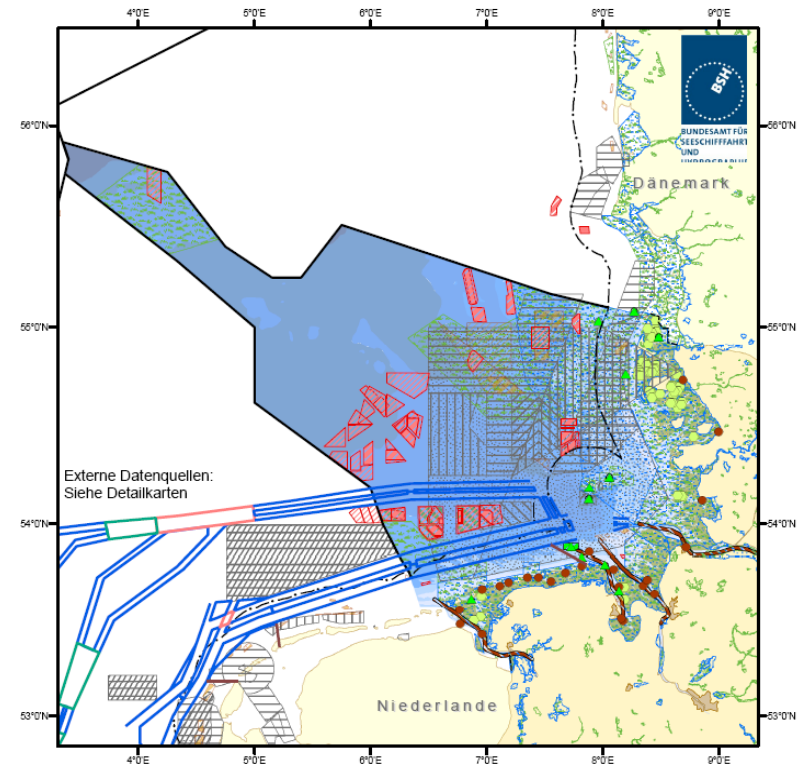 4°0'E 5°0'E 6°0'E 7°0'E 8°0'E 9°0'E
BSH
56°0'N 56°0'N
BUNDESAMT FÜR
SEESCHIFFFAHRT
UND
Dänemark
55°0'N 55°0'N
Externe Datenquellen:
Siehe Detailkarten
54°0'N 54°0'N
Niederlande
53°0'N 53°0'N
4°0'E 5°0'E 6°0'E 7°0'E 8°0'E 9°0'E